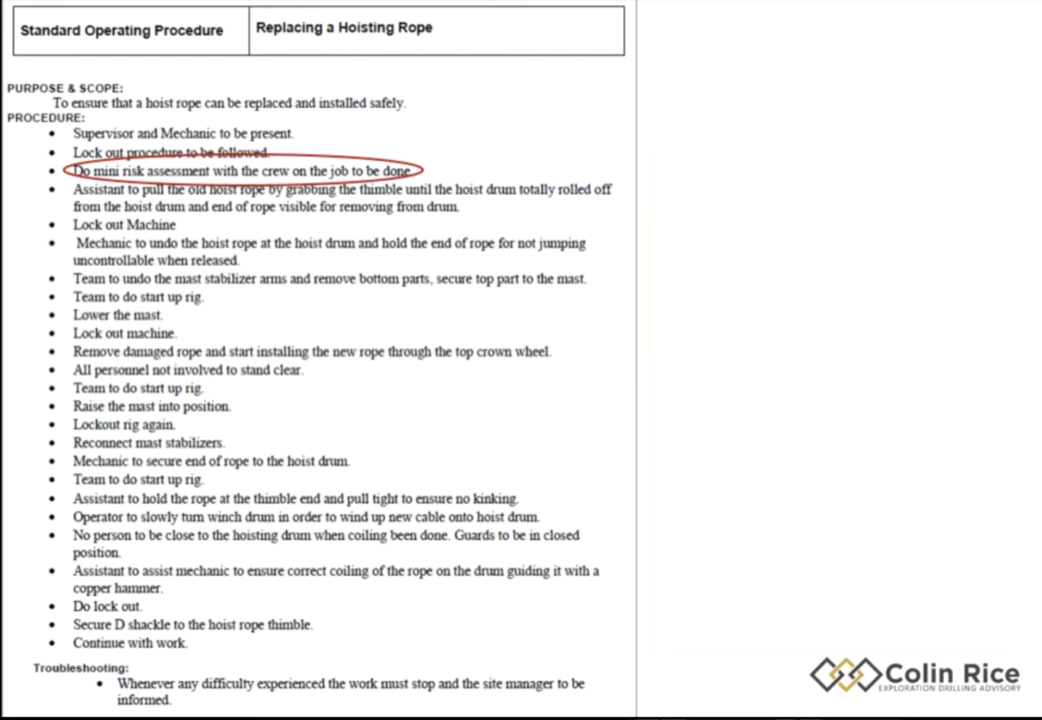 Standard Operating Procedure
Replacing a Hoisting Rope
PURPOSE & SCOPE:
To ensure that a hoist rope can be replaced and installed safely.
PROCEDURE:
• Supervisor and Mechanic to be present.
• Lock out procedure to be followed.
• Do mini risk assessment with the crew on the job to be done.
• Assistant to pull the old hoist rope by grabbing the thimble until the hoist drum totally rolled off
from the hoist drum and end of rope visible for removing from drum.
• Lock out Machine
• Mechanic to undo the hoist rope at the hoist drum and hold the end of rope for not jumping
uncontrollable when released.
• Team to undo the mast stabilizer arms and remove bottom parts, secure top part to the mast.
• Team to do start up rig.
• Lower the mast.
• Lock out machine.
• Remove damaged rope and start installing the new rope through the top crown wheel.
• All personnel not involved to stand clear.
• Team to do start up rig.
• Raise the mast into position.
• Lockout rig again.
• Reconnect mast stabilizers.
• Mechanic to secure end of rope to the hoist drum.
• Team to do start up rig.
• Assistant to hold the rope at the thimble end and pull tight to ensure no kinking.
• Operator to slowly turn winch drum in order to wind up new cable onto hoist drum.
• No person to be close to the hoisting drum when coiling been done. Guards to be in closed
position.
• Assistant to assist mechanic to ensure correct coiling of the rope on the drum guiding it with a
copper hammer.
• Do lock out.
• Secure D shackle to the hoist rope thimble.
• Continue with work.
Troubleshooting:
• Whenever any difficulty experienced the work must stop and the site manager to be
informed.
Colin Rice
EXPLORATION DRILLING ADVISORY